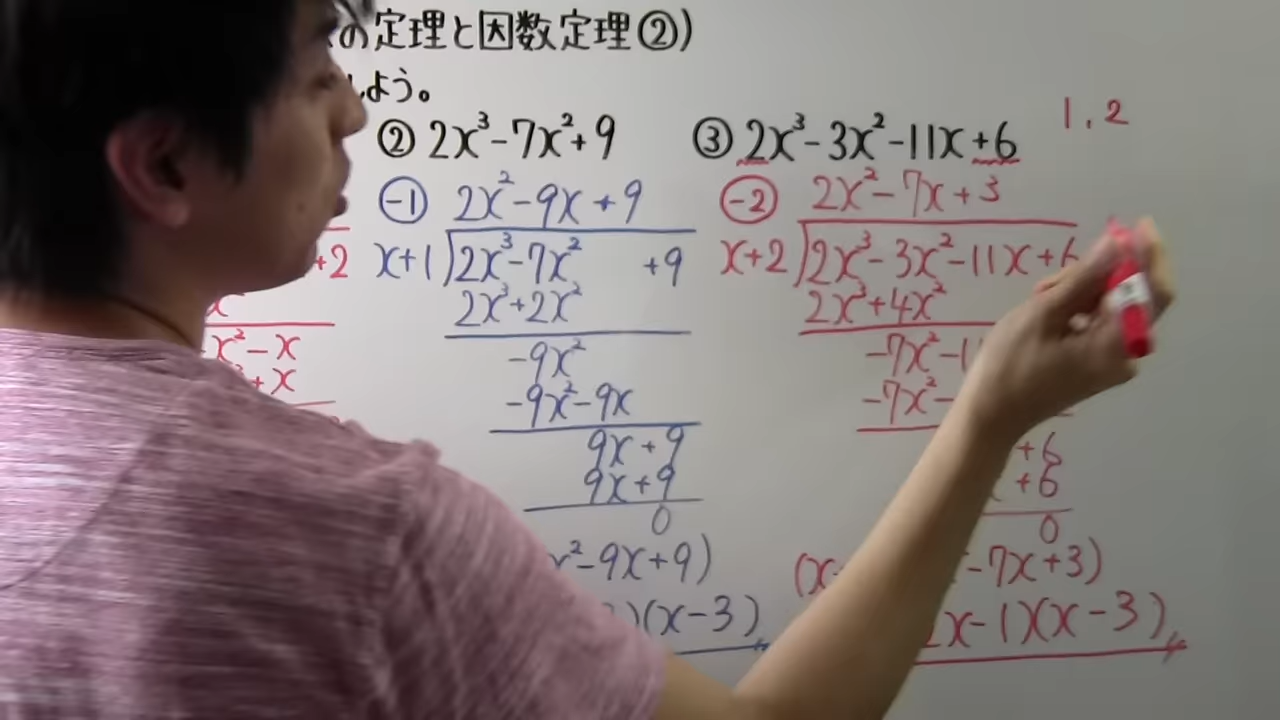 の定理と因数定理②)
しよう。
② 2x³-7x²+9
③ 2x³-3x²-11x+6
1, 2
+2
x²-x
+x
-1
2x²-9x+9
x+1)2x³-7x² +9
2x³+2x²
-9x²
-9x²-9x
9x+9
9x+9
0
x²-9x+9)
)(x-3)
-2
2x²-7x+3
x+2)2x³-3x²-11x+6
2x³+4x²
-7x²-1
-7x²-
+6
+6
0
(x -7x+3)
x-1)(x-3)